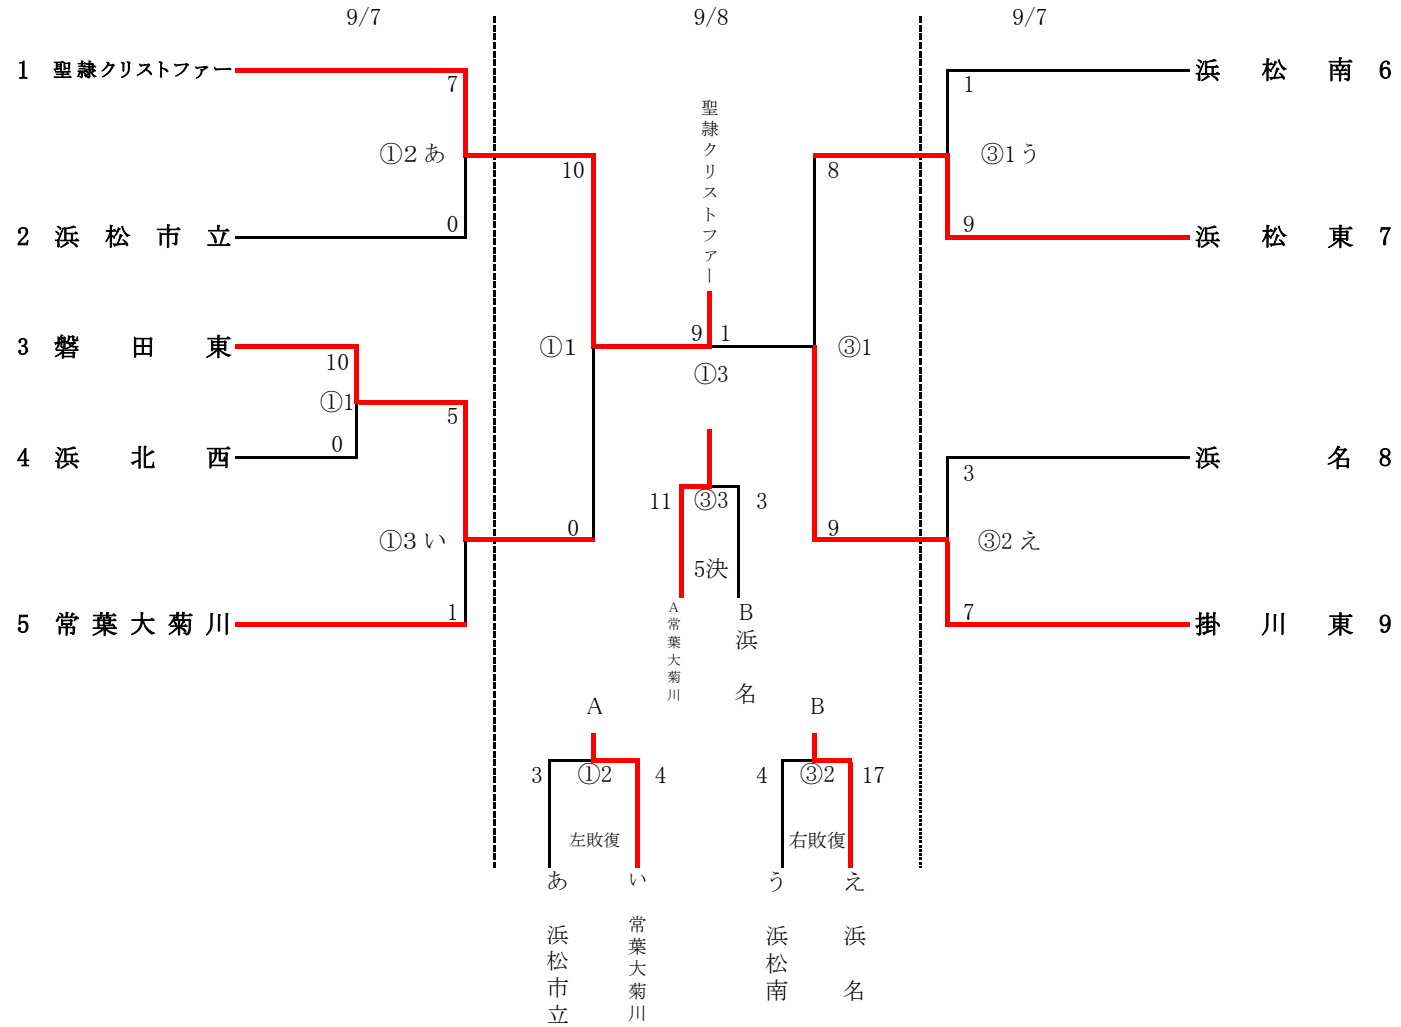 9/7
9/8
9/7
1 聖隷クリストファー
7
①2 あ
0
2 浜松市立
3 磐田東
10
①1
0
4 浜北西
5
①3 い
1
5 常葉大菊川
10
①1
0
聖隷クリストファー
9 1
①3
8
③1
9
浜松南 6
1
③1 う
9
浜松東 7
浜名 8
3
③2 え
7
掛川東 9
11 ③3 3
5決
A常葉大菊川
B浜名
A
3 ①2 4
左敗復
あ 浜松市立
い 常葉大菊川
B
4 ③2 17
右敗復
う 浜松南
え 浜名